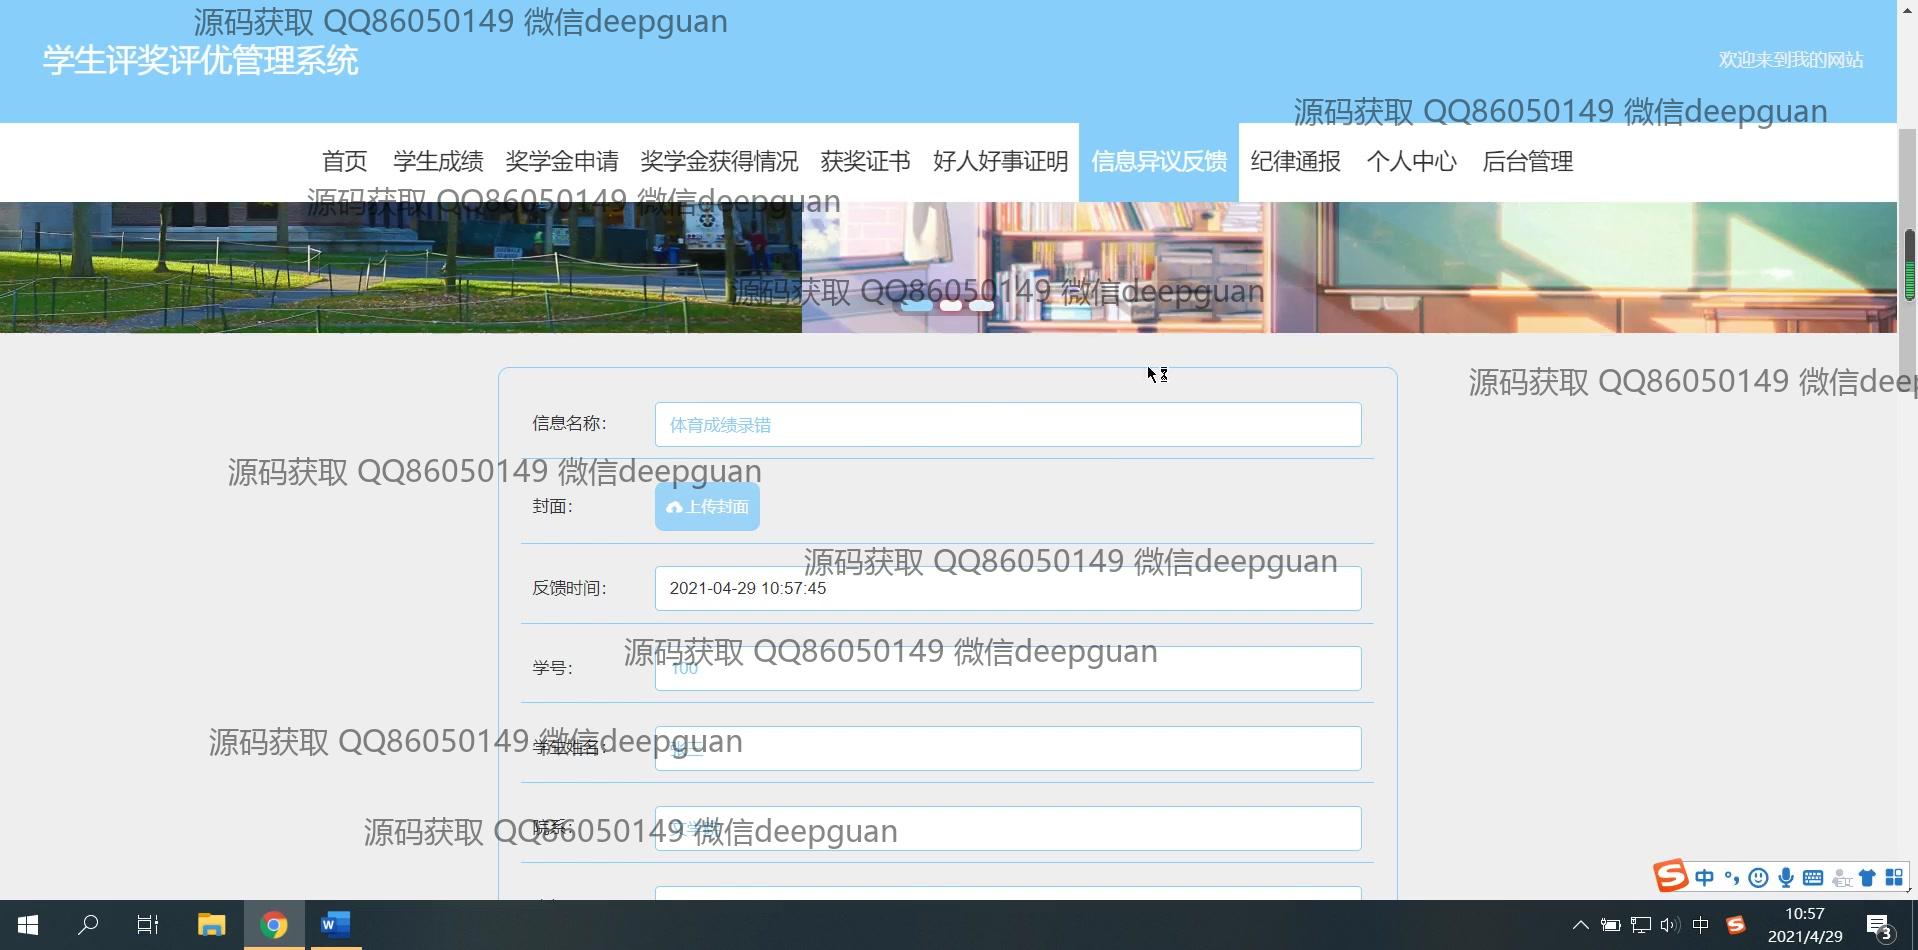 源码获取 QQ86050149 微信deepguan
学生评奖评优管理系统
欢迎来到我的网站
源码获取 QQ86050149 微信deepguan
首页 学生成绩 奖学金申请 奖学金获得情况 获奖证书 好人好事证明 信息异议反馈 纪律通报 个人中心 后台管理
源码获取 QQ86050149 微信deepguan
源码获取 QQ86050149 微信deepguan
源码获取 QQ86050149 微信deep
信息名称: 体育成绩录错
源码获取 QQ86050149 微信deepguan
封面: 上传封面
源码获取 QQ86050149 微信deepguan
反馈时间: 2021-04-29 10:57:45
源码获取 QQ86050149 微信deepguan
学号: 100
源码获取 QQ86050149 微信deepguan
学生姓名:
源码获取 QQ86050149 微信deepguan
院系:
中
中
10:57
2021/4/29
3